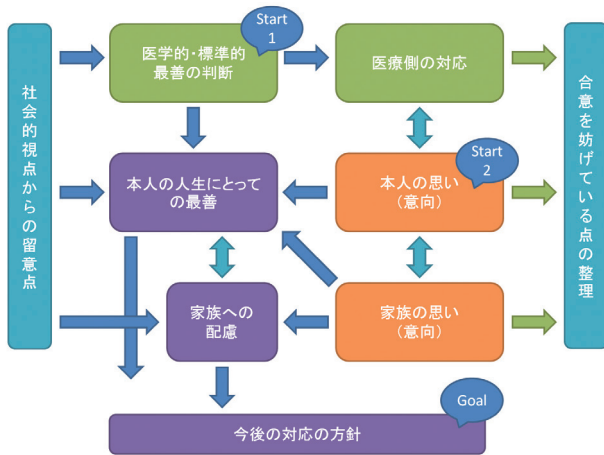 社会的視点からの留意点
医学的・標準的
最善の判断
Start
1
医療側の対応
合意を妨げている点の整理
本人の人生にとって
の最善
本人の思い
(意向)
Start
2
家族への
配慮
家族の思い
(意向)
Goal
今後の対応の方針